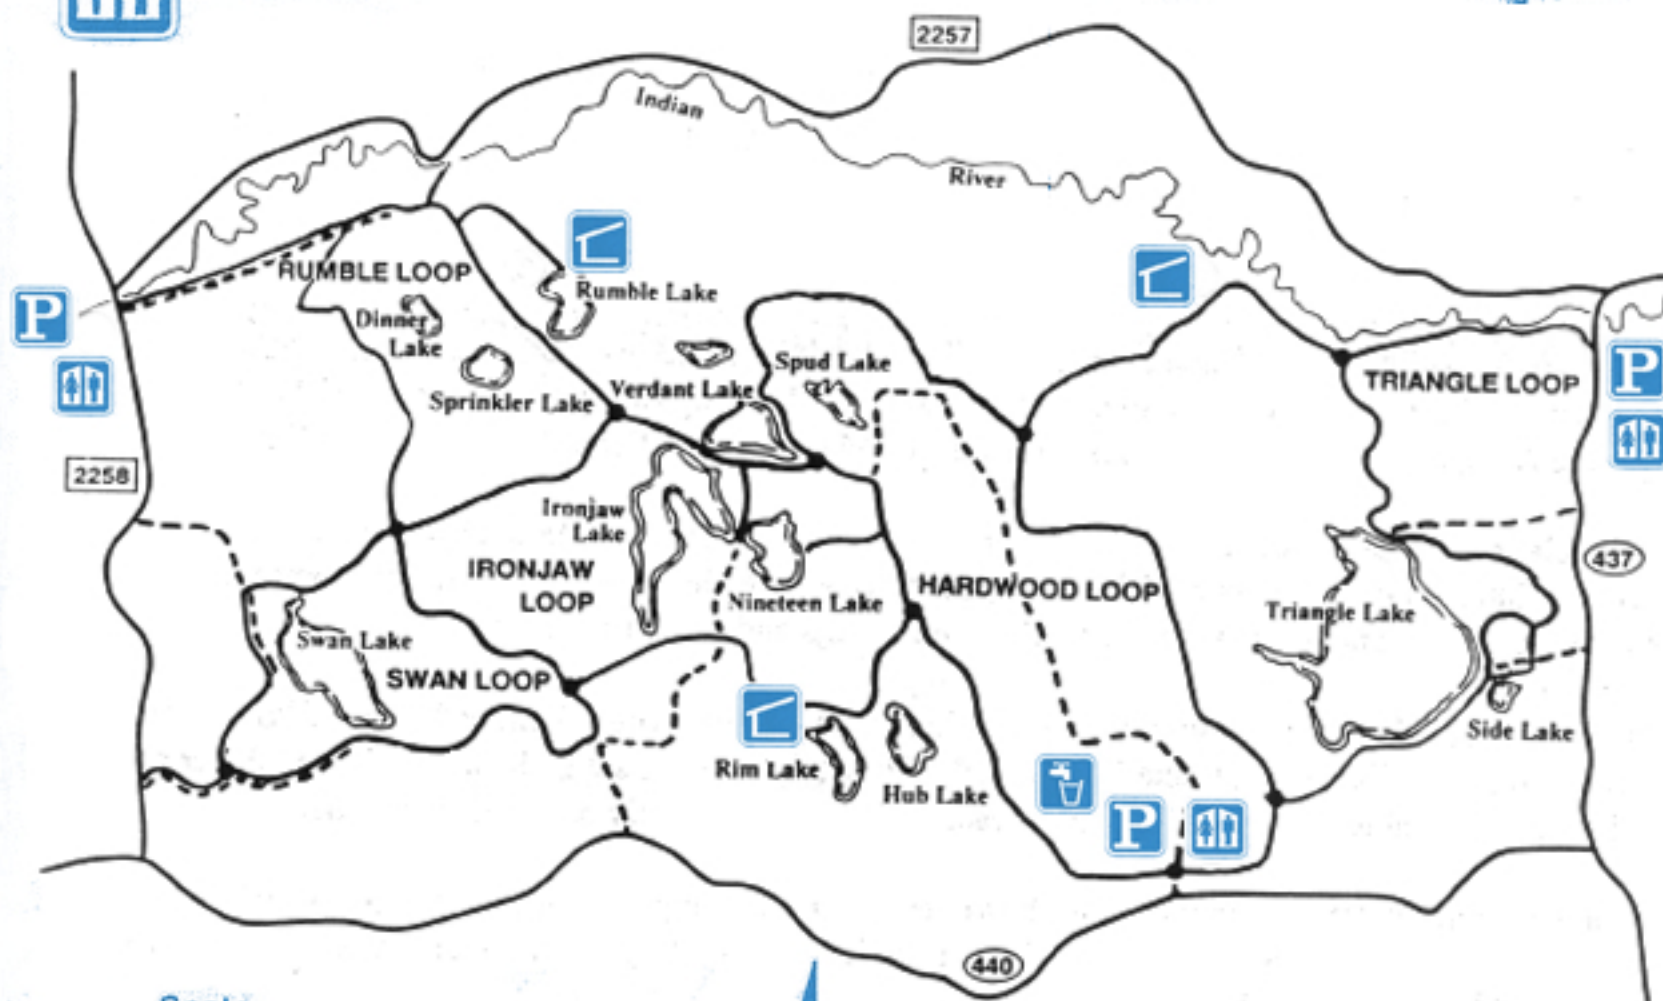 2257
Indian
River
RUMBLE LOOP
Rumble Lake
P
Dinner
Lake
Spud Lake
P
TRIANGLE LOOP
Verdant Lake
Sprinkler Lake
2258
Ironjaw
Lake
437
IRONJAW
LOOP
HARDWOOD LOOP
Nineteen Lake
Triangle Lake
Swan Lake
SWAN LOOP
Side Lake
Rim Lake
Hub Lake
P
440